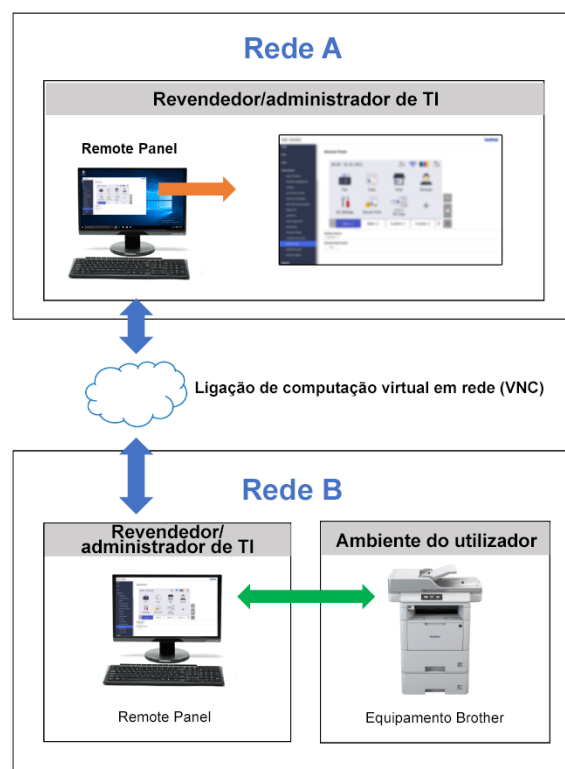 Rede A
Revendedor/administrador de TI
Remote Panel
Ligação de computação virtual em rede (VNC)
Rede B
Revendedor/
administrador de TI
Ambiente do utilizador
Remote Panel
Equipamento Brother